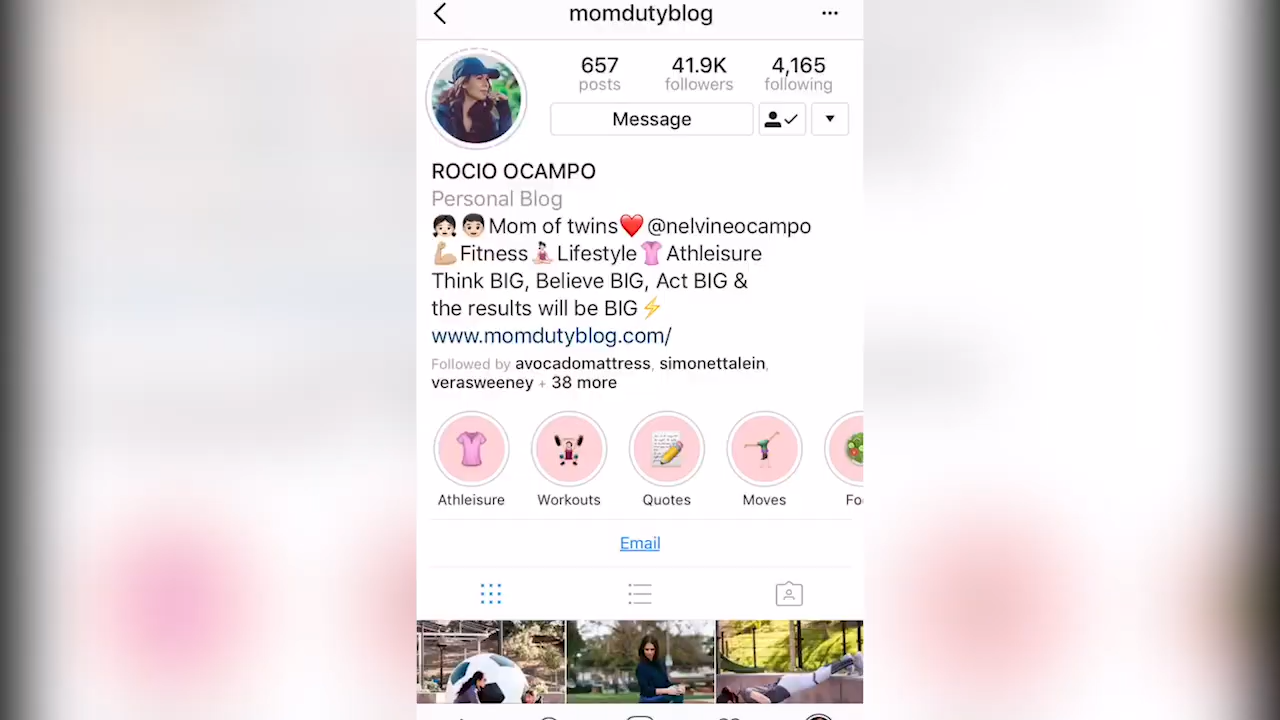 momdutyblog
657 41.9K 4,165
posts followers following
Message
ROCIO OCAMPO
Personal Blog
👧🏻👦🏻Mom of twins❤️@nelvineocampo
💪🏼Fitness🧘🏻‍♀️Lifestyle👚Athleisure
Think BIG, Believe BIG, Act BIG &
the results will be BIG⚡
www.momdutyblog.com/
Followed by avocadomattress, simonettalein,
verasweeney + 38 more
Athleisure Workouts Quotes Moves Fo
Email